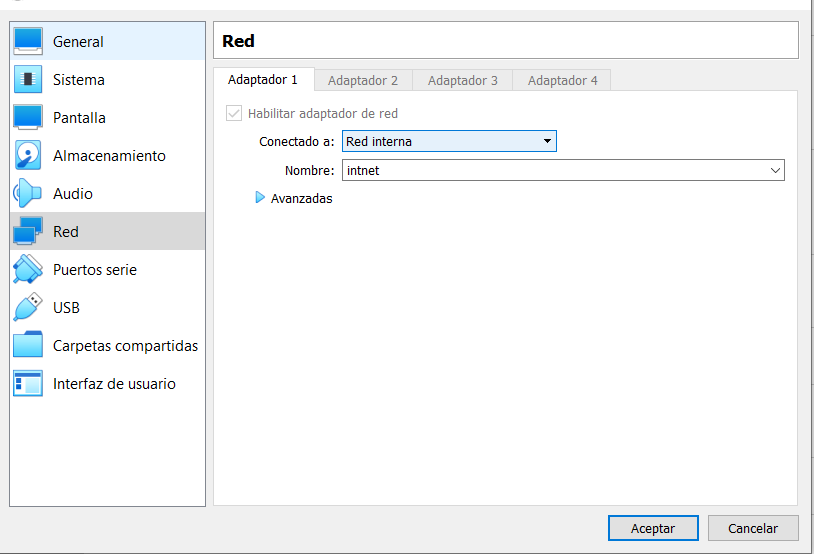 General
Sistema
Pantalla
Almacenamiento
Audio
Red
Puertos serie
USB
Carpetas compartidas
Interfaz de usuario
Red
Adaptador 1 Adaptador 2 Adaptador 3 Adaptador 4
Habilitar adaptador de red
Conectado a: Red interna
Nombre: intnet
Avanzadas
Aceptar Cancelar